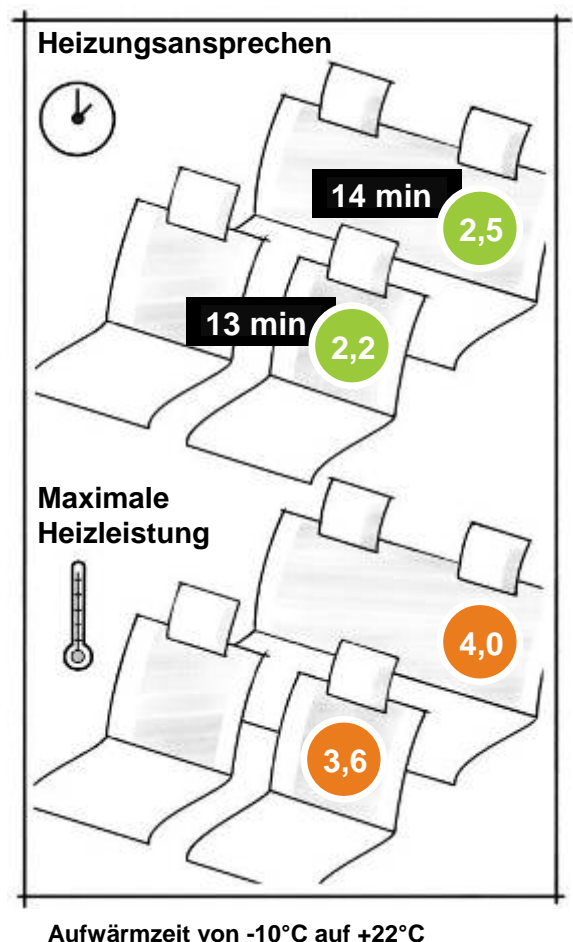 Heizungsansprechen
14 min
2,5
13 min
2,2
Maximale
Heizleistung
4,0
3,6
Aufwärmzeit von -10°C auf +22°C